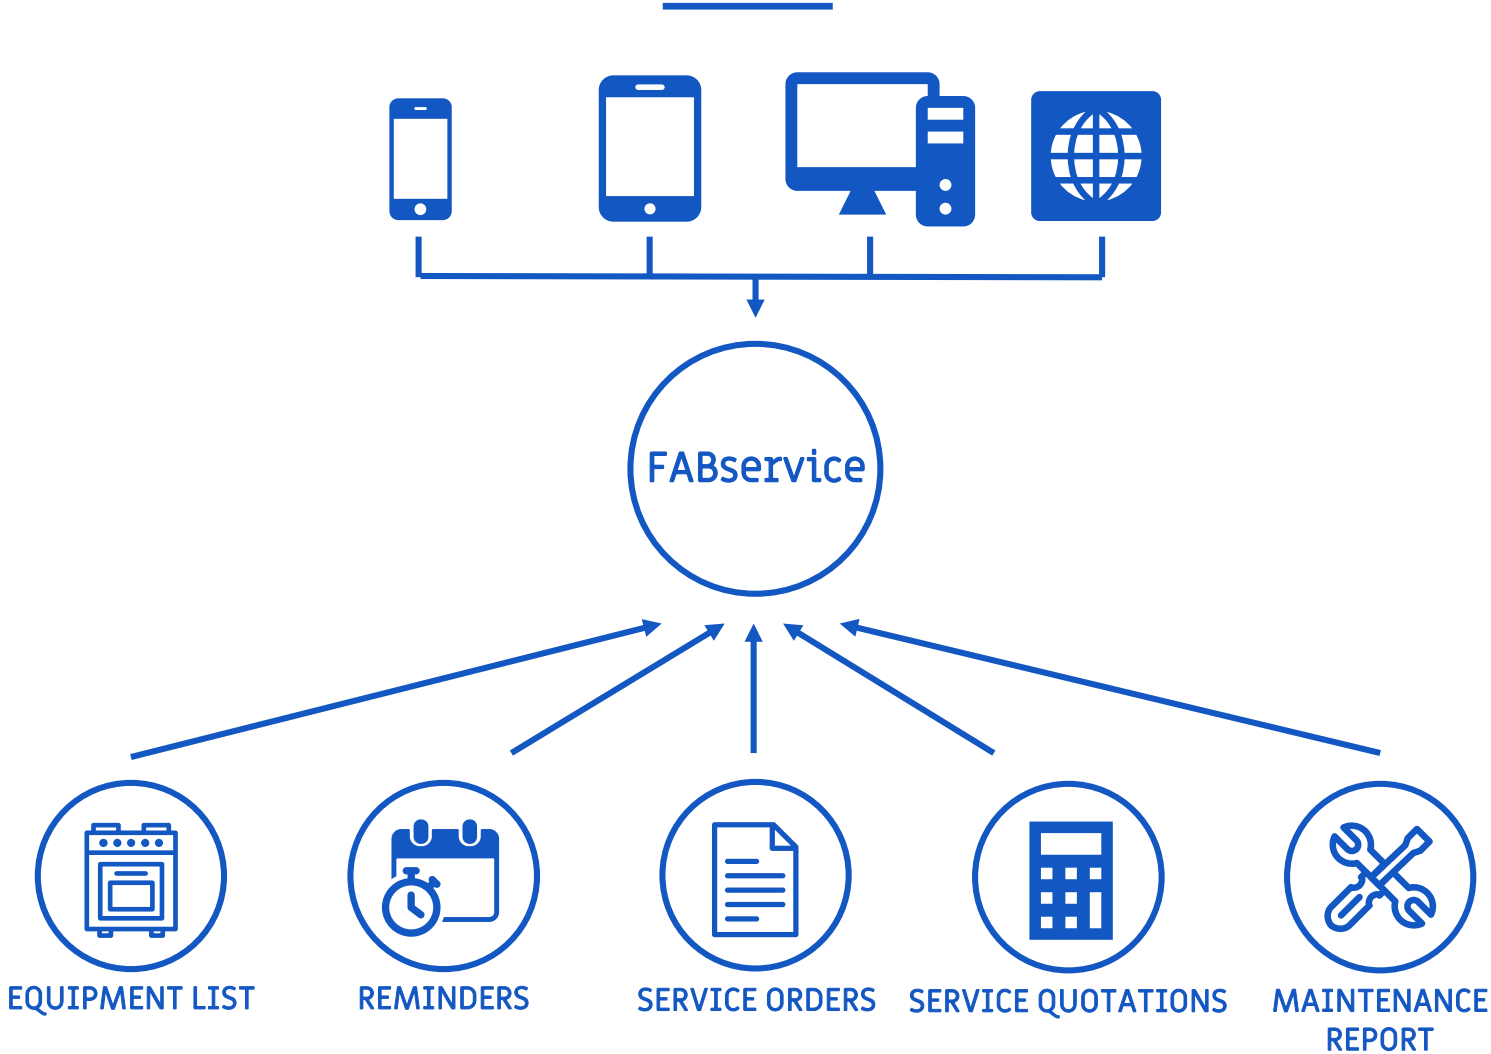 FABservice
EQUIPMENT LIST
REMINDERS
SERVICE ORDERS
SERVICE QUOTATIONS
MAINTENANCE
REPORT